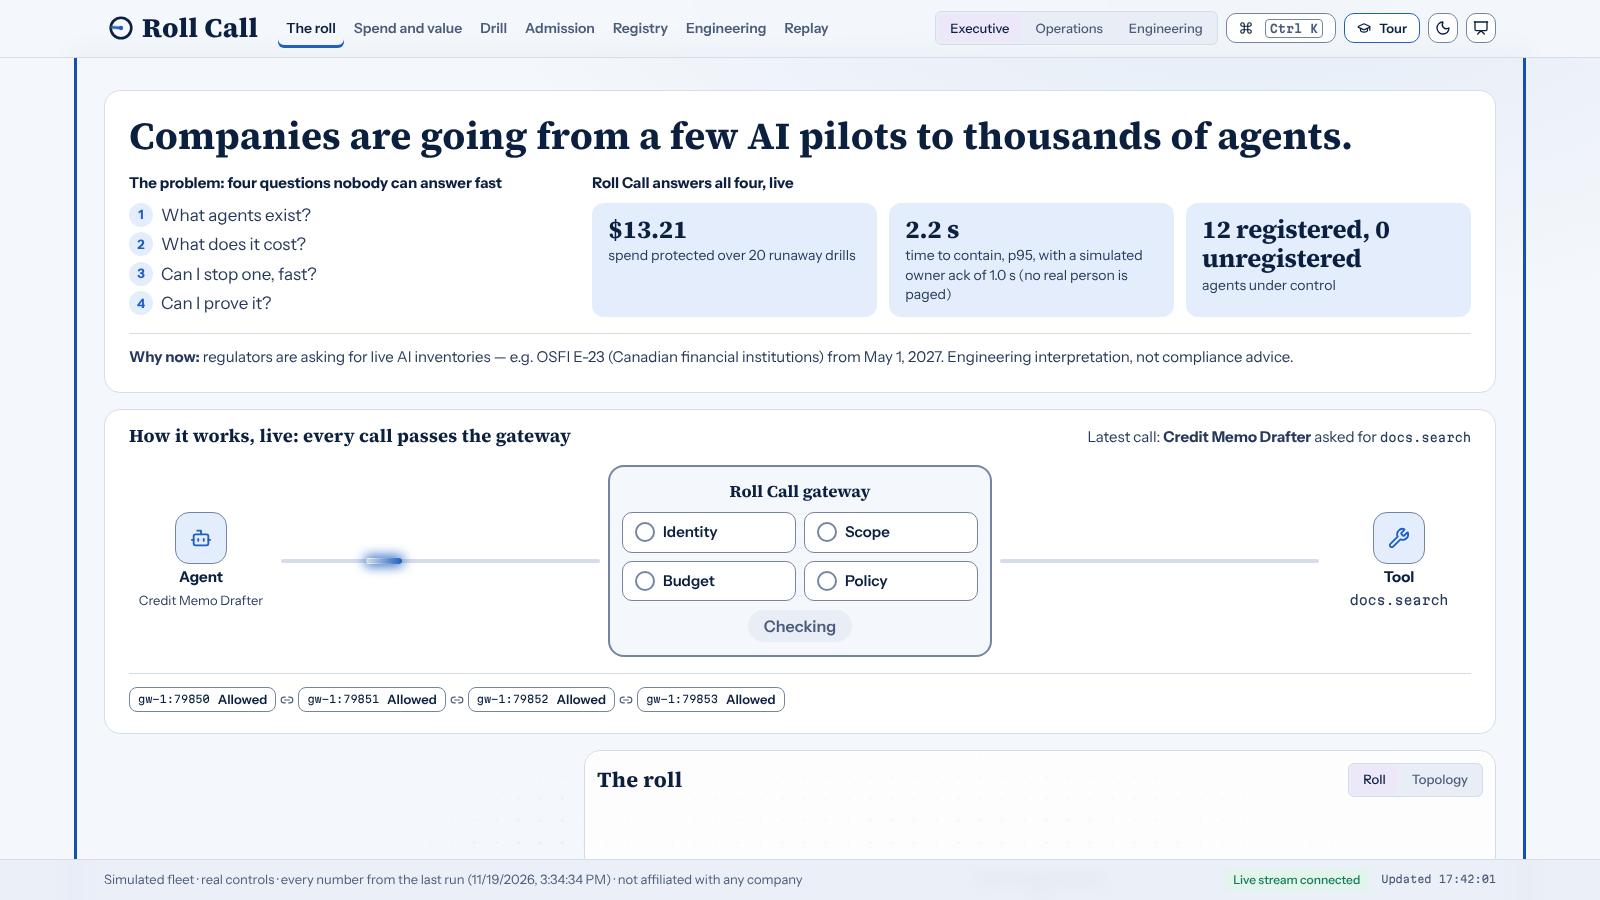 Roll Call
The roll
Spend and value
Drill
Admission
Registry
Engineering
Replay
Executive
Operations
Engineering
⌘ Ctrl K
Tour
Companies are going from a few AI pilots to thousands of agents.
The problem: four questions nobody can answer fast
1 What agents exist?
2 What does it cost?
3 Can I stop one, fast?
4 Can I prove it?
Roll Call answers all four, live
$13.21
spend protected over 20 runaway drills
2.2 s
time to contain, p95, with a simulated
owner ack of 1.0 s (no real person is
paged)
12 registered, 0
unregistered
agents under control
Why now: regulators are asking for live AI inventories — e.g. OSFI E-23 (Canadian financial institutions) from May 1, 2027. Engineering interpretation, not compliance advice.
How it works, live: every call passes the gateway
Latest call: Credit Memo Drafter asked for docs.search
Agent
Credit Memo Drafter
Roll Call gateway
Identity
Scope
Budget
Policy
Checking
Tool
docs.search
gw-1:79850 Allowed
gw-1:79851 Allowed
gw-1:79852 Allowed
gw-1:79853 Allowed
The roll
Roll
Topology
Simulated fleet · real controls · every number from the last run (11/19/2026, 3:34:34 PM) · not affiliated with any company
Live stream connected
Updated 17:42:01